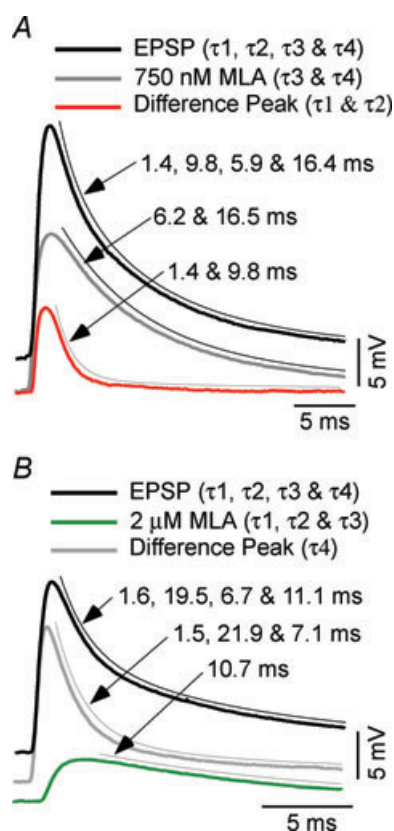 A
EPSP (τ1, τ2, τ3 & τ4)
750 nM MLA (τ3 & τ4)
Difference Peak (τ1 & τ2)
1.4, 9.8, 5.9 & 16.4 ms
6.2 & 16.5 ms
1.4 & 9.8 ms
5 mV
5 ms
B
EPSP (τ1, τ2, τ3 & τ4)
2 μM MLA (τ1, τ2 & τ3)
Difference Peak (τ4)
1.6, 19.5, 6.7 & 11.1 ms
1.5, 21.9 & 7.1 ms
10.7 ms
5 mV
5 ms